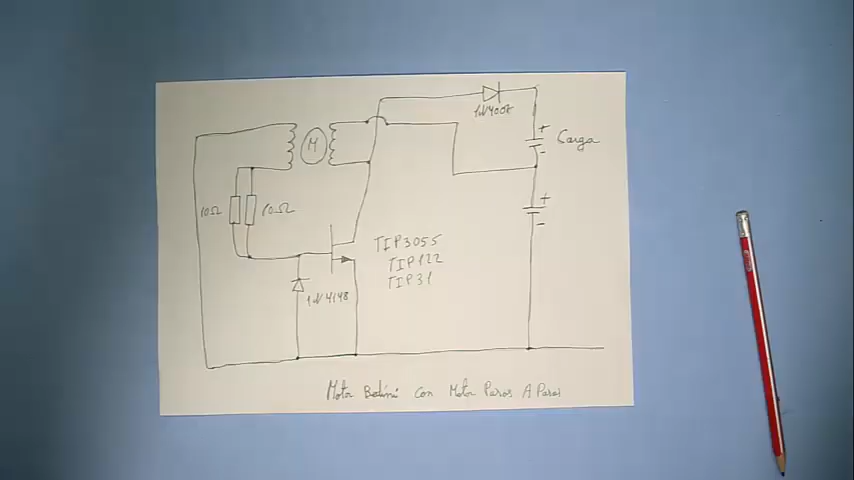 1N4007
+
Carga
-
M
10Ω
10Ω
+
-
TIP3055
TIP122
TIP31
1N4148
Motor Bedini con Motor Pasos A Pasos